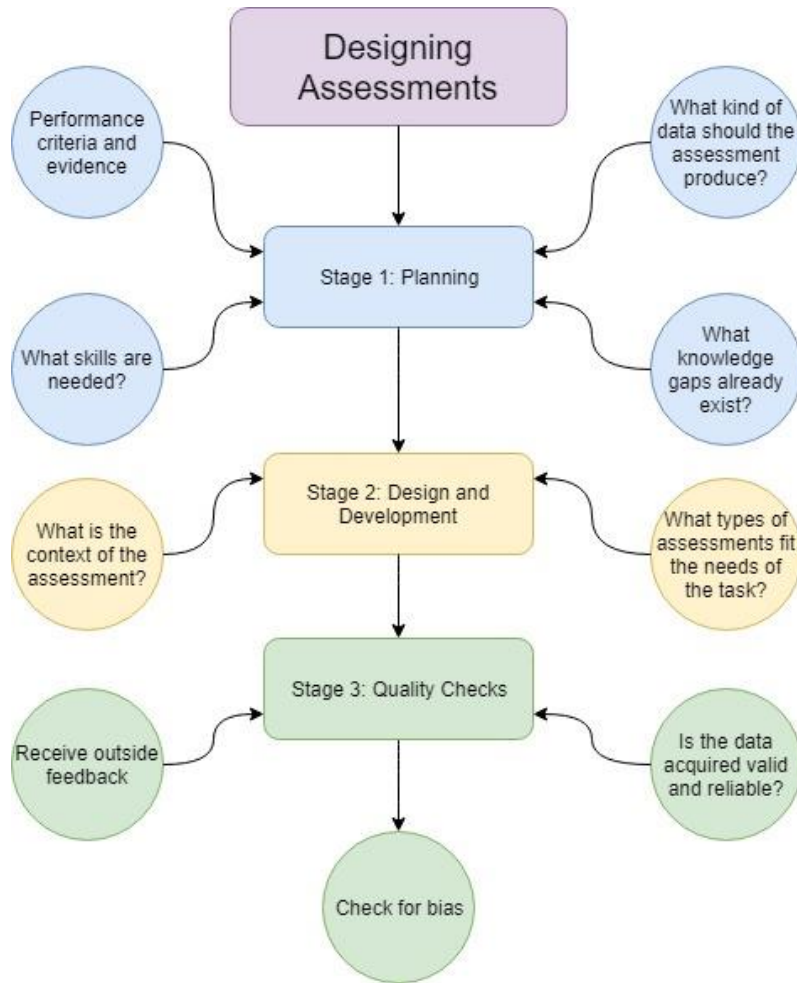 Designing
Assessments
Performance
criteria and
evidence
What kind of
data should the
assessment
produce?
Stage 1: Planning
What skills are
needed?
What
knowledge
gaps already
exist?
Stage 2: Design and
Development
What is the
context of the
assessment?
What types of
assessments fit
the needs of
the task?
Stage 3: Quality Checks
Receive outside
feedback
Is the data
acquired valid
and reliable?
Check for bias